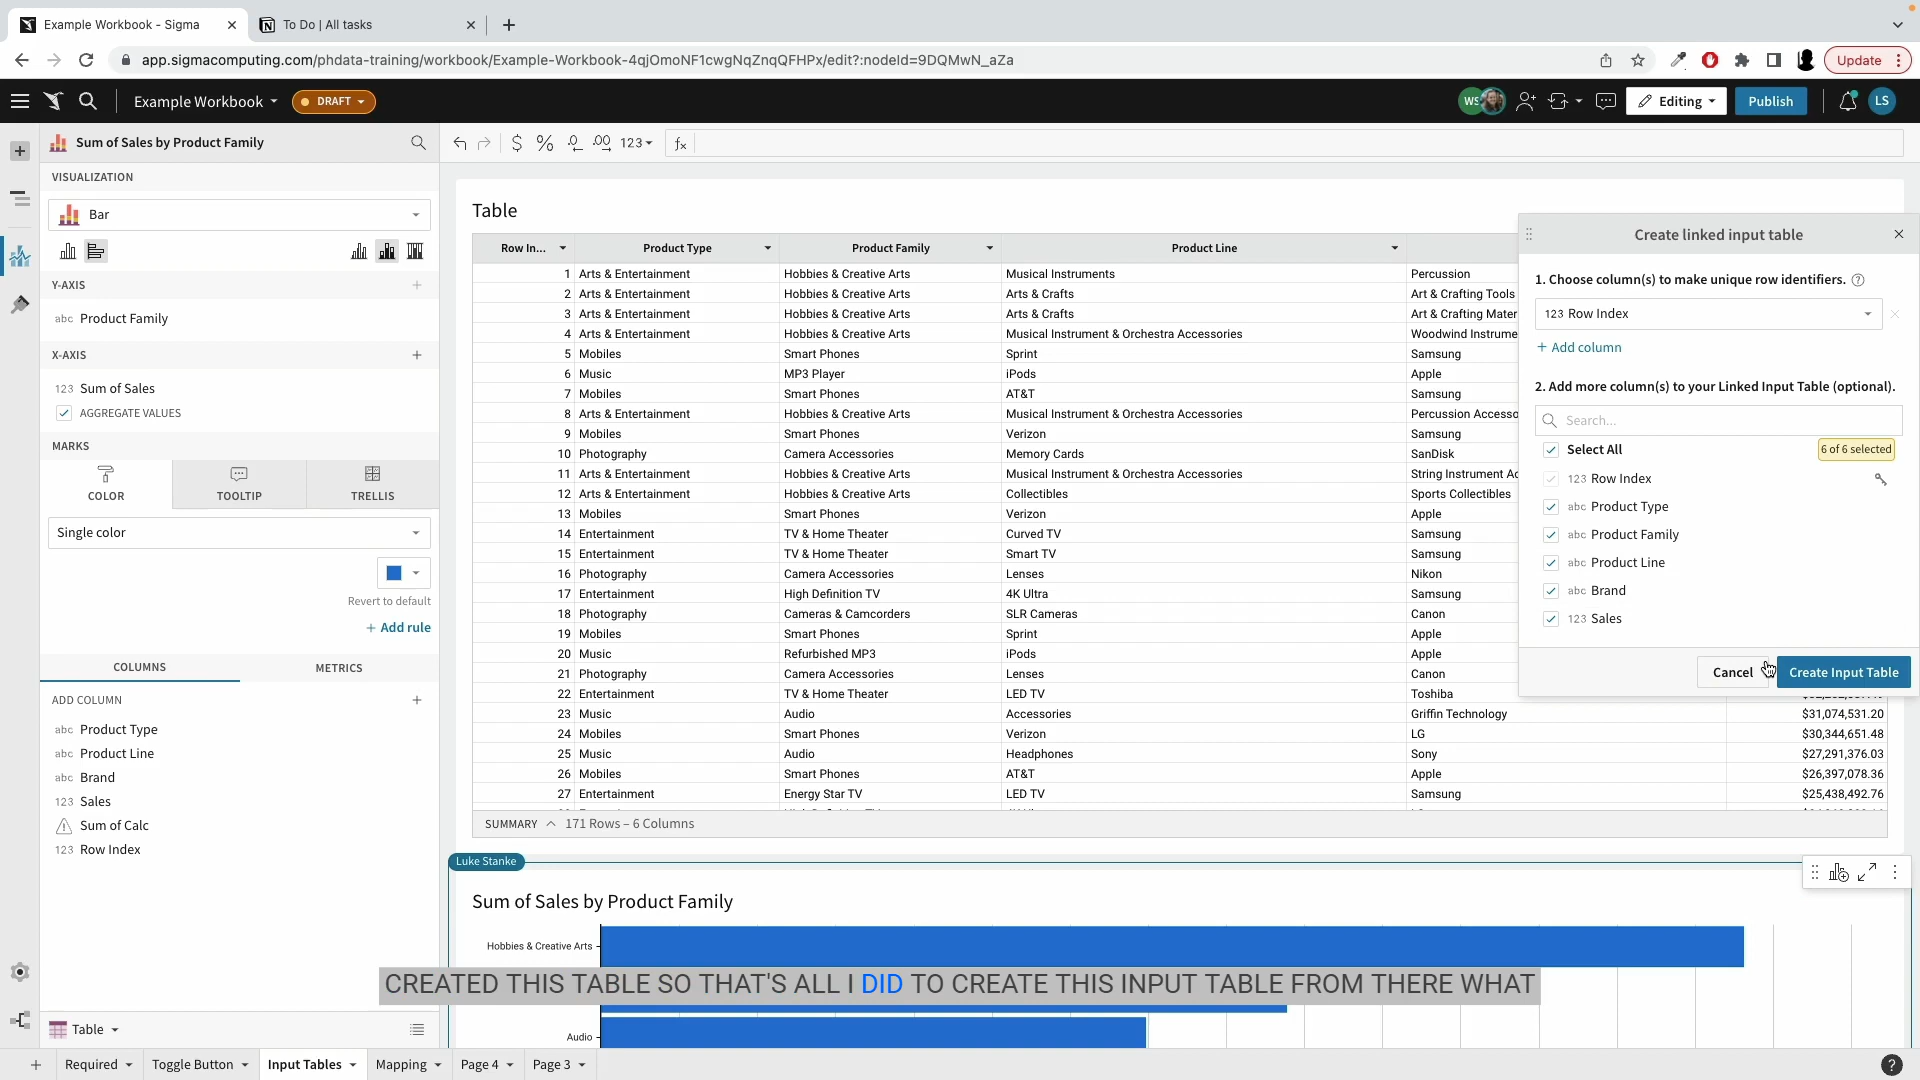 Example Workbook - Sigma
To Do | All tasks
app.sigmacomputing.com/phdata-training/workbook/Example-Workbook-4qjOmoNF1cwgNqZnqQFHPx/edit?:nodeId=9DQMwN_aZa
Update
Example Workbook
DRAFT
WS
Editing
Publish
LS
Sum of Sales by Product Family
$ % .0 .00 123
fx
VISUALIZATION
Bar
Y-AXIS
abc Product Family
X-AXIS
123 Sum of Sales
AGGREGATE VALUES
MARKS
COLOR TOOLTIP TRELLIS
Single color
Revert to default
+ Add rule
COLUMNS METRICS
ADD COLUMN
abc Product Type
abc Product Line
abc Brand
123 Sales
Sum of Calc
123 Row Index
Table
Table
Row In... Product Type Product Family Product Line
1 Arts & Entertainment Hobbies & Creative Arts Musical Instruments Percussion
2 Arts & Entertainment Hobbies & Creative Arts Arts & Crafts Art & Crafting Tools
3 Arts & Entertainment Hobbies & Creative Arts Arts & Crafts Art & Crafting Mater
4 Arts & Entertainment Hobbies & Creative Arts Musical Instrument & Orchestra Accessories Woodwind Instrume
5 Mobiles Smart Phones Sprint Samsung
6 Music MP3 Player iPods Apple
7 Mobiles Smart Phones AT&T Samsung
8 Arts & Entertainment Hobbies & Creative Arts Musical Instrument & Orchestra Accessories Percussion Accesso
9 Mobiles Smart Phones Verizon Samsung
10 Photography Camera Accessories Memory Cards SanDisk
11 Arts & Entertainment Hobbies & Creative Arts Musical Instrument & Orchestra Accessories String Instrument Ac
12 Arts & Entertainment Hobbies & Creative Arts Collectibles Sports Collectibles
13 Mobiles Smart Phones Verizon Apple
14 Entertainment TV & Home Theater Curved TV Samsung
15 Entertainment TV & Home Theater Smart TV Samsung
16 Photography Camera Accessories Lenses Nikon
17 Entertainment High Definition TV 4K Ultra Samsung
18 Photography Cameras & Camcorders SLR Cameras Canon
19 Mobiles Smart Phones Sprint Apple
20 Music Refurbished MP3 iPods Apple
21 Photography Camera Accessories Lenses Canon
22 Entertainment TV & Home Theater LED TV Toshiba
23 Music Audio Accessories Griffin Technology $31,074,531.20
24 Mobiles Smart Phones Verizon LG $30,344,651.48
25 Music Audio Headphones Sony $27,291,376.03
26 Mobiles Smart Phones AT&T Apple $26,397,078.36
27 Entertainment Energy Star TV LED TV Samsung $25,438,492.76
SUMMARY 171 Rows – 6 Columns
Create linked input table
1. Choose column(s) to make unique row identifiers.
123 Row Index
+ Add column
2. Add more column(s) to your Linked Input Table (optional).
Search...
Select All
6 of 6 selected
123 Row Index
abc Product Type
abc Product Family
abc Product Line
abc Brand
123 Sales
Cancel
Create Input Table
Luke Stanke
Sum of Sales by Product Family
Hobbies & Creative Arts
CREATED THIS TABLE SO THAT'S ALL I DID TO CREATE THIS INPUT TABLE FROM THERE WHAT
Audio
Required Toggle Button Input Tables Mapping Page 4 Page 3